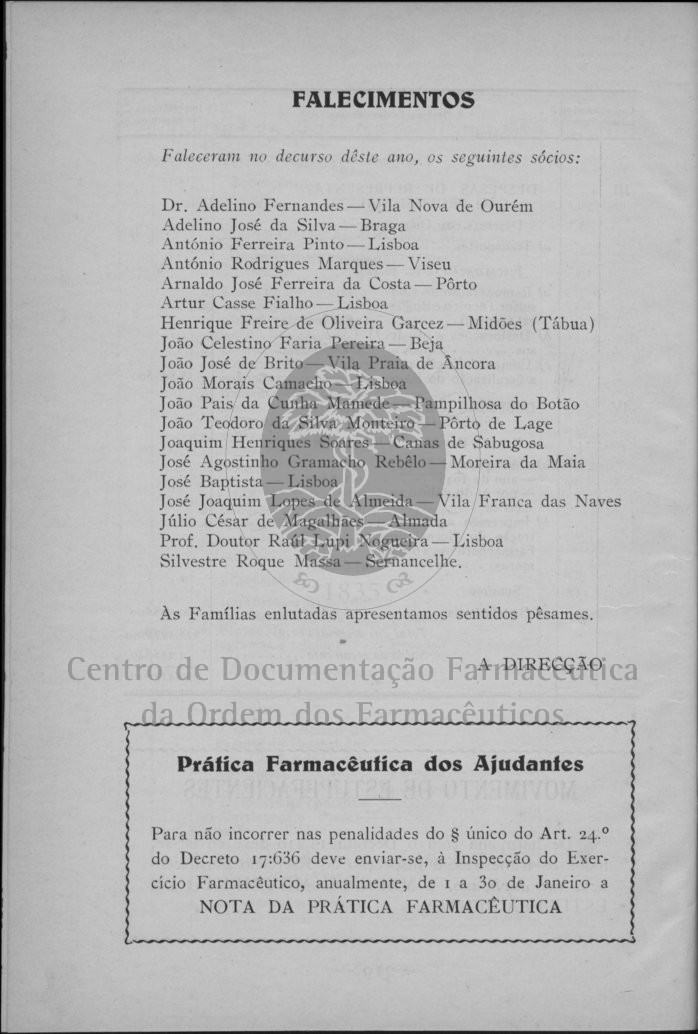 FALECIMENTOS
Faleceram no decurso dêste ano, os seguintes sócios:
Dr. Adelino Fernandes — Vila Nova de Ourém
Adelino José da Silva — Braga
António Ferreira Pinto — Lisboa
António Rodrigues Marques — Viseu
Arnaldo José Ferreira da Costa — Pôrto
Artur Casse Fialho — Lisboa
Henrique Freire de Oliveira Garcez — Midões (Tábua)
João Celestino Faria Pereira — Beja
João José de Brito — Vila Praia de Âncora
João Morais Camacho — Lisboa
João Pais da Cunha Mamede — Pampilhosa do Botão
João Teodoro da Silva Monteiro — Pôrto de Lage
Joaquim Henriques Soares — Canas de Sabugosa
José Agostinho Gramacho Rebêlo — Moreira da Maia
José Baptista — Lisboa
José Joaquim Lopes de Almeida — Vila Franca das Naves
Júlio César de Magalhães — Almada
Prof. Doutor Raúl Lupi Nogueira — Lisboa
Silvestre Roque Massa — Sernancelhe.
1835
Às Famílias enlutadas apresentamos sentidos pêsames.
A DIRECÇÃO
Centro de Documentação Farmacêutica
da Ordem dos Farmacêuticos
Prática Farmacêutica dos Ajudantes
Para não incorrer nas penalidades do § único do Art. 24.º
do Decreto 17:636 deve enviar-se, à Inspecção do Exer-
cício Farmacêutico, anualmente, de 1 a 30 de Janeiro a
NOTA DA PRÁTICA FARMACÊUTICA